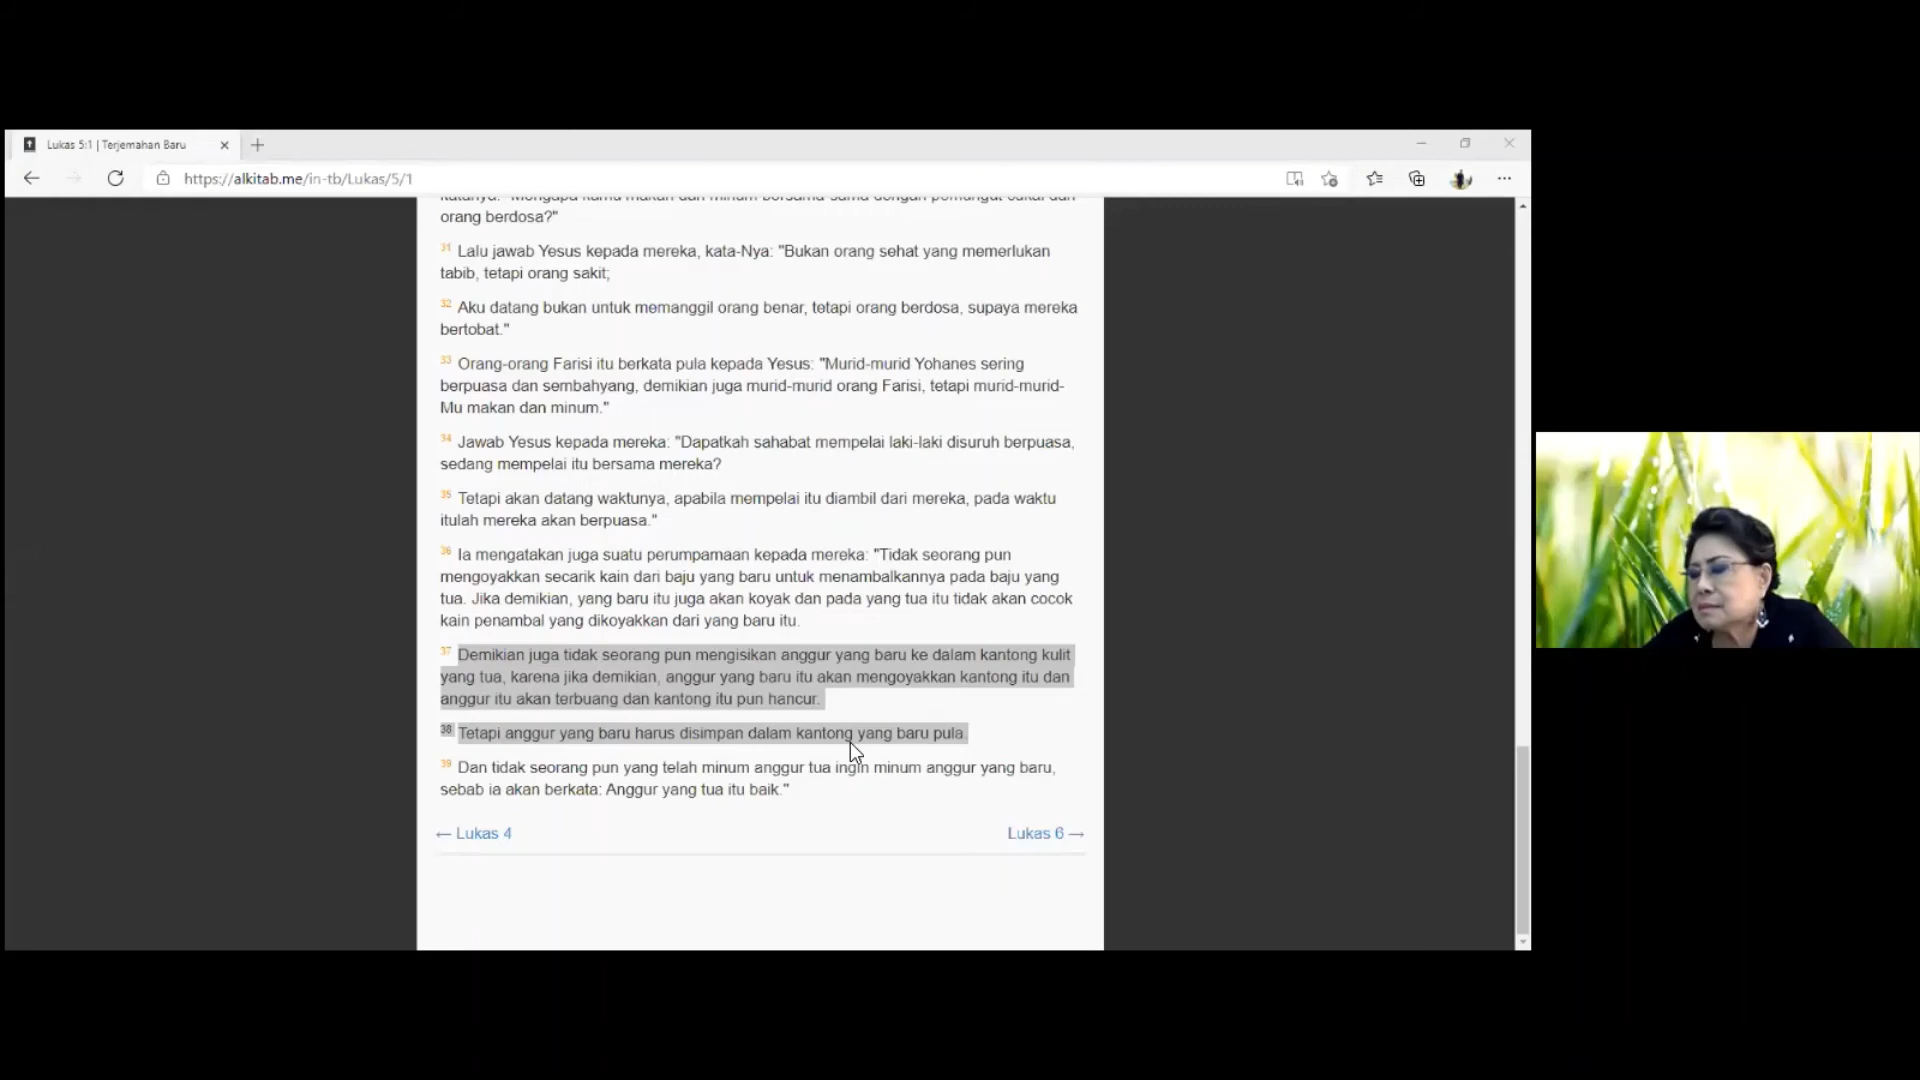 Lukas 5:1 | Terjemahan Baru
https://alkitab.me/in-tb/Lukas/5/1
katanya: "Mengapa kamu makan dan minum bersama-sama dengan pemungut cukai dan
orang berdosa?"
31 Lalu jawab Yesus kepada mereka, kata-Nya: "Bukan orang sehat yang memerlukan
tabib, tetapi orang sakit;
32 Aku datang bukan untuk memanggil orang benar, tetapi orang berdosa, supaya mereka
bertobat."
33 Orang-orang Farisi itu berkata pula kepada Yesus: "Murid-murid Yohanes sering
berpuasa dan sembahyang, demikian juga murid-murid orang Farisi, tetapi murid-murid-
Mu makan dan minum."
34 Jawab Yesus kepada mereka: "Dapatkah sahabat mempelai laki-laki disuruh berpuasa,
sedang mempelai itu bersama mereka?
35 Tetapi akan datang waktunya, apabila mempelai itu diambil dari mereka, pada waktu
itulah mereka akan berpuasa."
36 Ia mengatakan juga suatu perumpamaan kepada mereka: "Tidak seorang pun
mengoyakkan secarik kain dari baju yang baru untuk menambalkannya pada baju yang
tua. Jika demikian, yang baru itu juga akan koyak dan pada yang tua itu tidak akan cocok
kain penambal yang dikoyakkan dari yang baru itu.
37 Demikian juga tidak seorang pun mengisikan anggur yang baru ke dalam kantong kulit
yang tua, karena jika demikian, anggur yang baru itu akan mengoyakkan kantong itu dan
anggur itu akan terbuang dan kantong itu pun hancur.
38 Tetapi anggur yang baru harus disimpan dalam kantong yang baru pula.
39 Dan tidak seorang pun yang telah minum anggur tua ingin minum anggur yang baru,
sebab ia akan berkata: Anggur yang tua itu baik."
← Lukas 4
Lukas 6 →